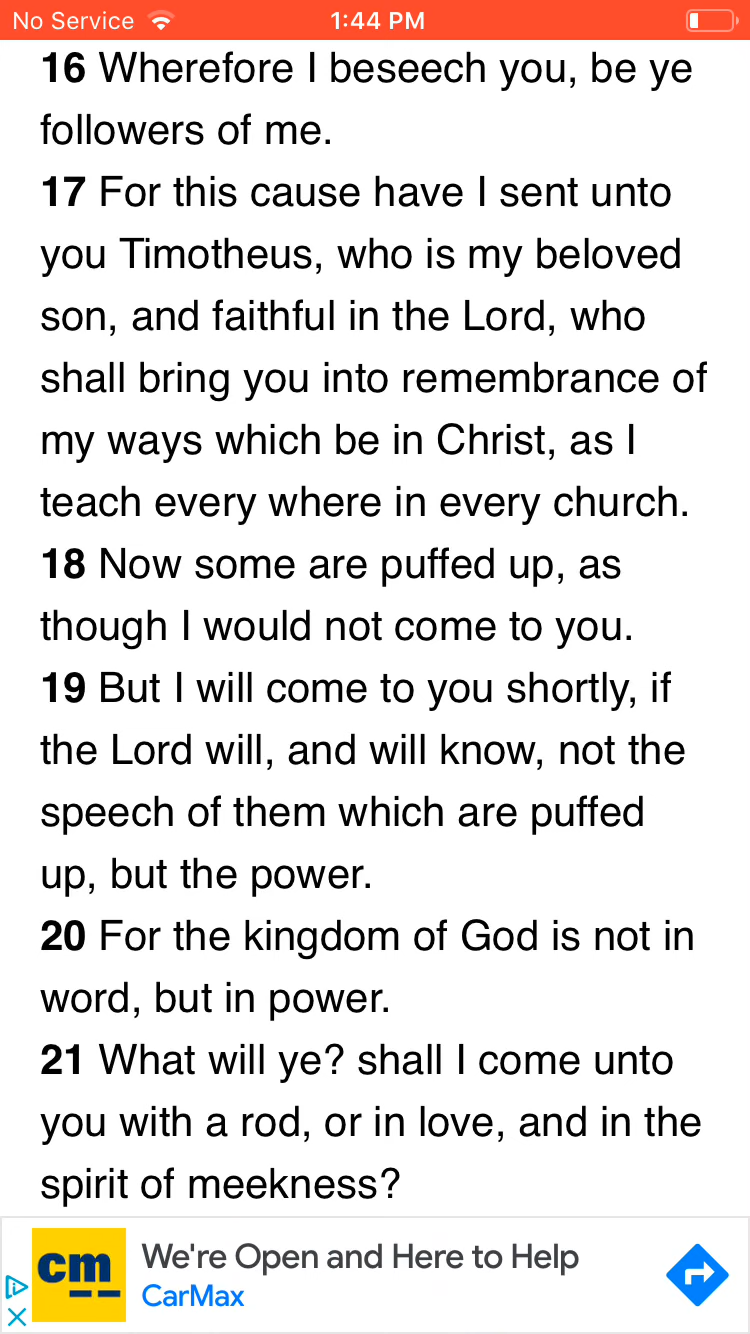 No Service 1:44 PM
16 Wherefore I beseech you, be ye
followers of me.
17 For this cause have I sent unto
you Timotheus, who is my beloved
son, and faithful in the Lord, who
shall bring you into remembrance of
my ways which be in Christ, as I
teach every where in every church.
18 Now some are puffed up, as
though I would not come to you.
19 But I will come to you shortly, if
the Lord will, and will know, not the
speech of them which are puffed
up, but the power.
20 For the kingdom of God is not in
word, but in power.
21 What will ye? shall I come unto
you with a rod, or in love, and in the
spirit of meekness?
cm
We're Open and Here to Help
CarMax